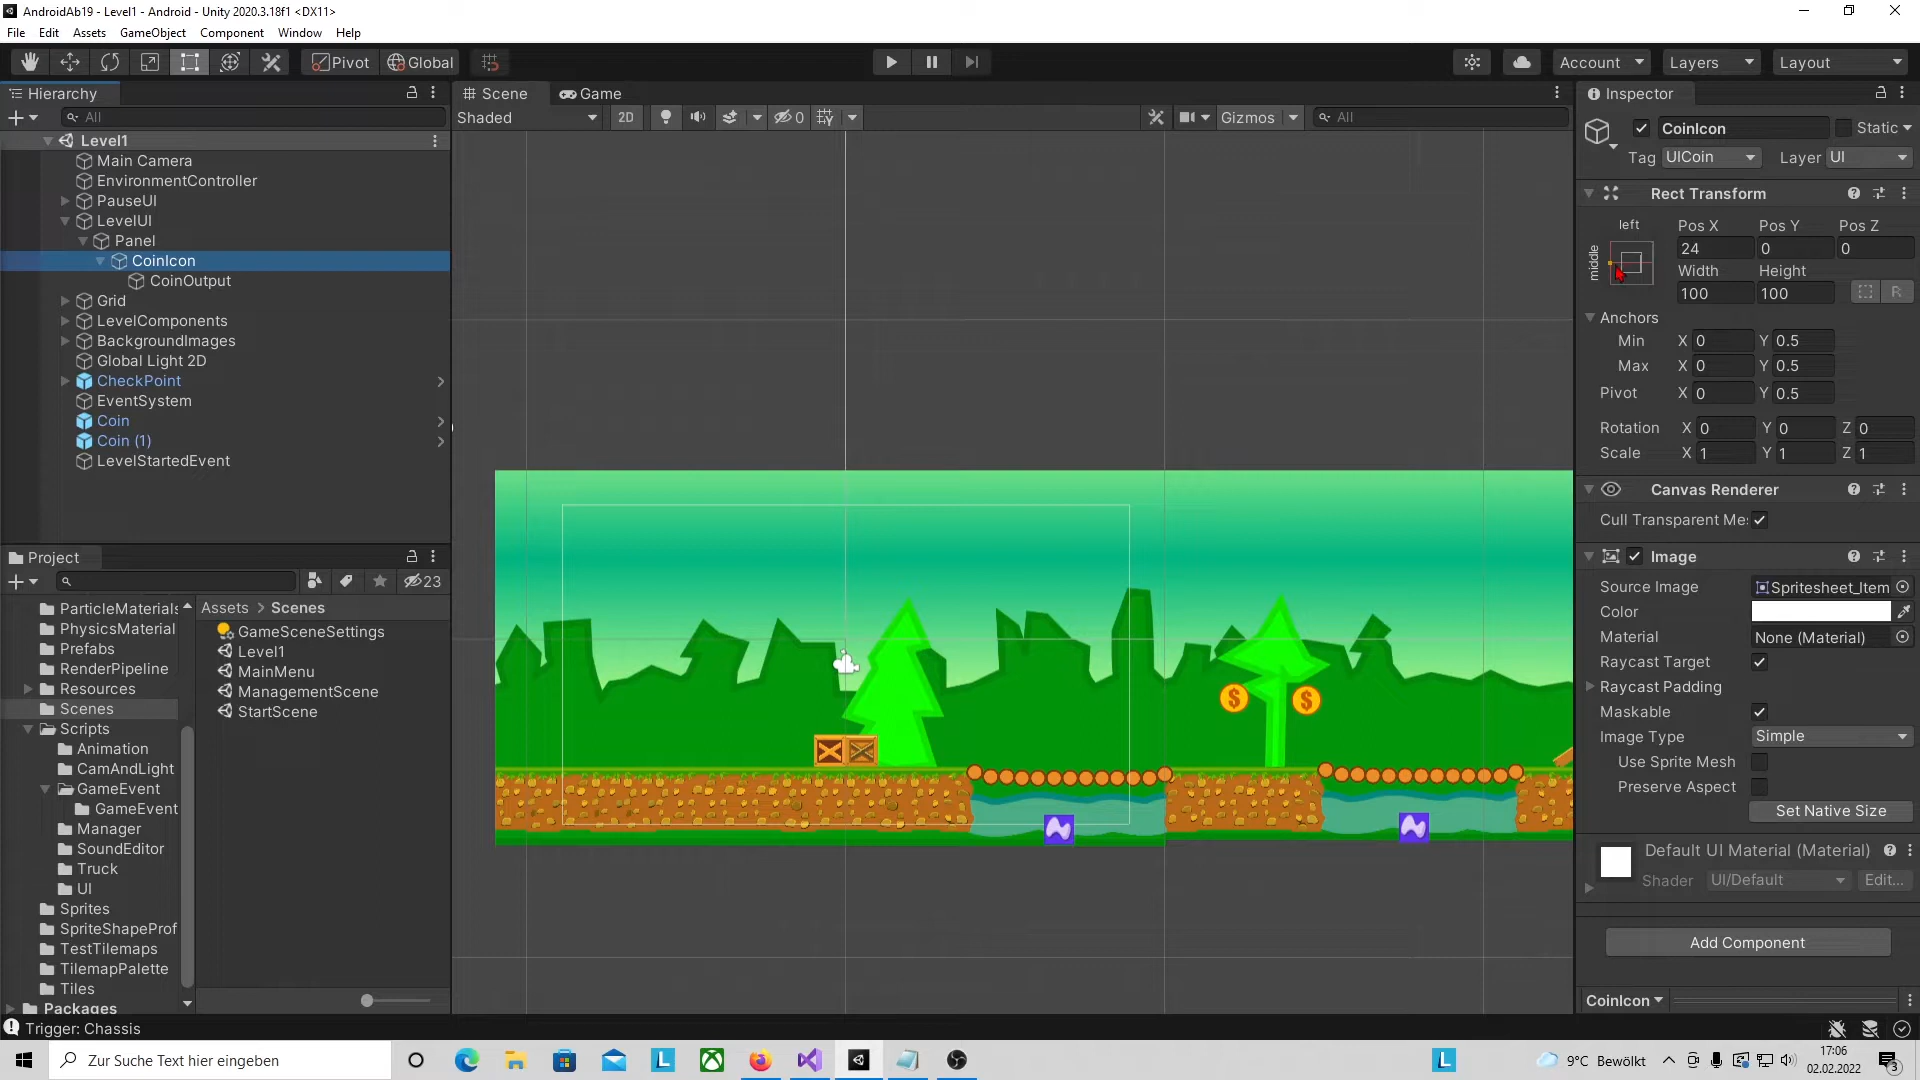 AndroidAb19 - Level1 - Android - Unity 2020.3.18f1 <DX11>
File Edit Assets GameObject Component Window Help
Pivot Global Account Layers Layout
Hierarchy
All
Level1
Main Camera
EnvironmentController
PauseUI
LevelUI
Panel
CoinIcon
CoinOutput
Grid
LevelComponents
BackgroundImages
Global Light 2D
CheckPoint
EventSystem
Coin
Coin (1)
LevelStartedEvent
Scene Game
Shaded 2D 0 Gizmos All
Inspector
CoinIcon Static
Tag UICoin Layer UI
Rect Transform
left Pos X Pos Y Pos Z
middle 24 0 0
Width Height
100 100 R
Anchors
Min X 0 Y 0.5
Max X 0 Y 0.5
Pivot X 0 Y 0.5
Rotation X 0 Y 0 Z 0
Scale X 1 Y 1 Z 1
Canvas Renderer
Cull Transparent Me:
Image
Source Image Spritesheet_Item
Color
Material None (Material)
Raycast Target
Raycast Padding
Maskable
Image Type Simple
Use Sprite Mesh
Preserve Aspect
Set Native Size
Default UI Material (Material)
Shader UI/Default Edit...
Add Component
CoinIcon
$ $
Project
23
ParticleMaterials
PhysicsMaterial
Prefabs
RenderPipeline
Resources
Scenes
Scripts
Animation
CamAndLight
GameEvent
GameEvent
Manager
SoundEditor
Truck
UI
Sprites
SpriteShapeProf
TestTilemaps
TilemapPalette
Tiles
Packages
Assets > Scenes
GameSceneSettings
Level1
MainMenu
ManagementScene
StartScene
Trigger: Chassis
Zur Suche Text hier eingeben
L L
9°C Bewölkt
17:06
02.02.2022
3